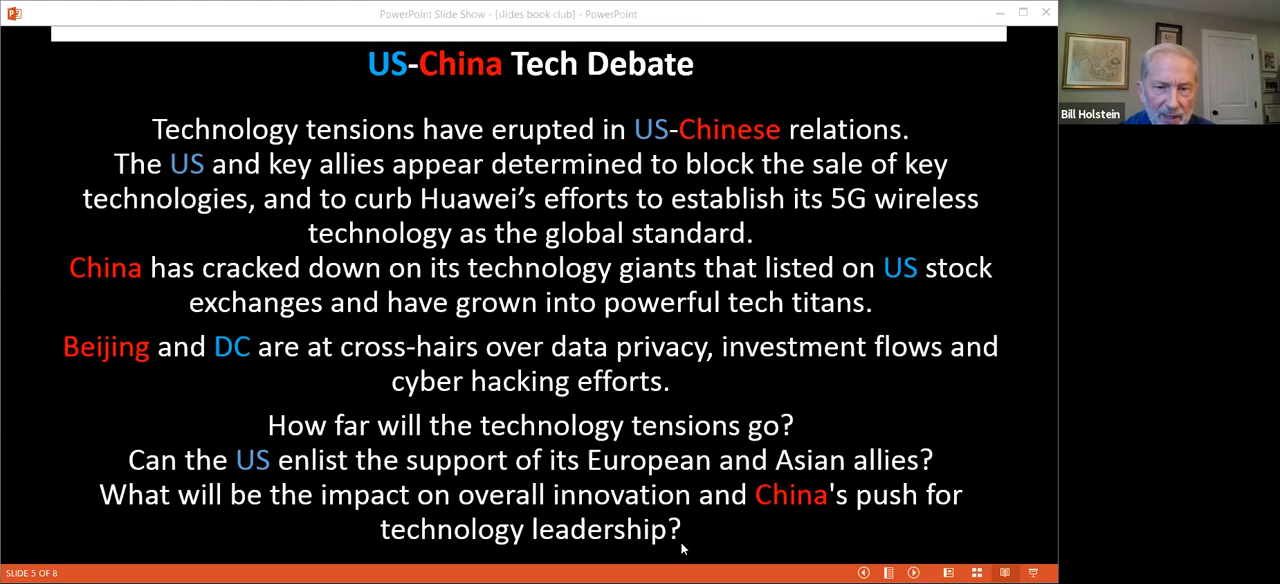 PowerPoint Slide Show - [slides book club] - PowerPoint
US-China Tech Debate
Technology tensions have erupted in US-Chinese relations.
The US and key allies appear determined to block the sale of key
technologies, and to curb Huawei’s efforts to establish its 5G wireless
technology as the global standard.
China has cracked down on its technology giants that listed on US stock
exchanges and have grown into powerful tech titans.
Beijing and DC are at cross-hairs over data privacy, investment flows and
cyber hacking efforts.
How far will the technology tensions go?
Can the US enlist the support of its European and Asian allies?
What will be the impact on overall innovation and China's push for
technology leadership?
SLIDE 5 OF 8
Bill Holstein